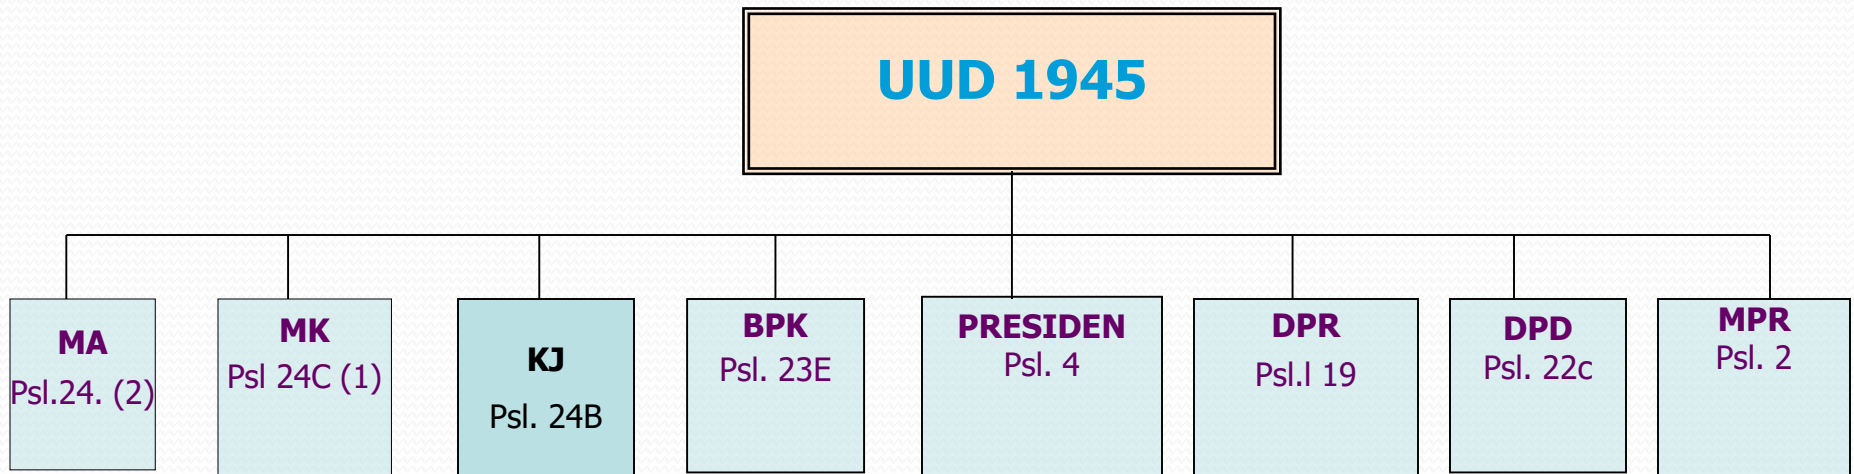 UUD 1945
MA
Psl.24. (2)
MK
Psl 24C (1)
KJ
Psl. 24B
BPK
Psl. 23E
PRESIDEN
Psl. 4
DPR
Psl.l 19
DPD
Psl. 22c
MPR
Psl. 2